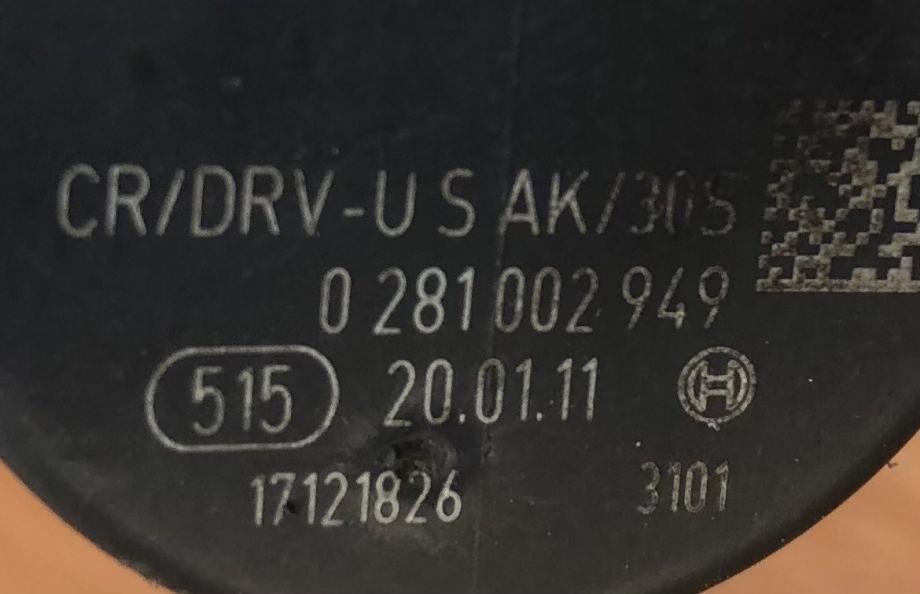 CR/DRV-U S AK/30S
0 281 002 949
515 20.01.11
17121826 3101